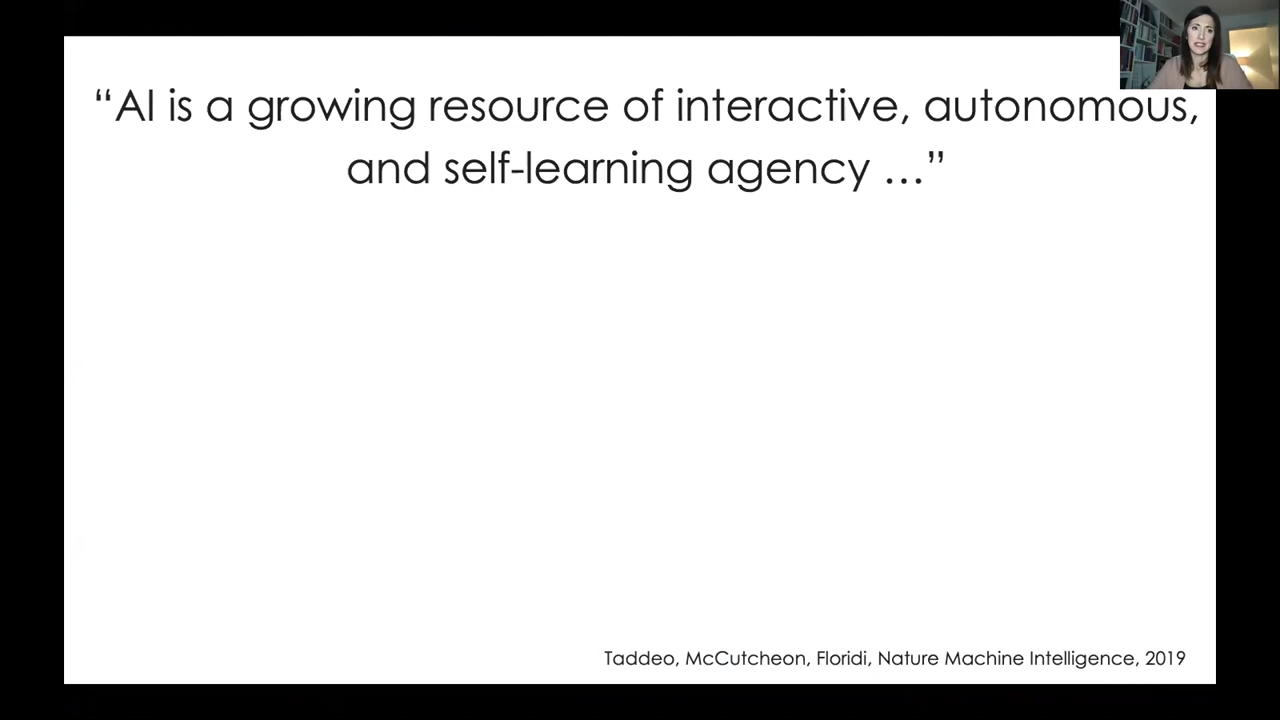 “AI is a growing resource of interactive, autonomous,
and self-learning agency …”
Taddeo, McCutcheon, Floridi, Nature Machine Intelligence, 2019